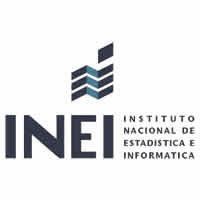 INEI
INSTITUTO
NACIONAL DE
ESTADISTICA E
INFORMATICA